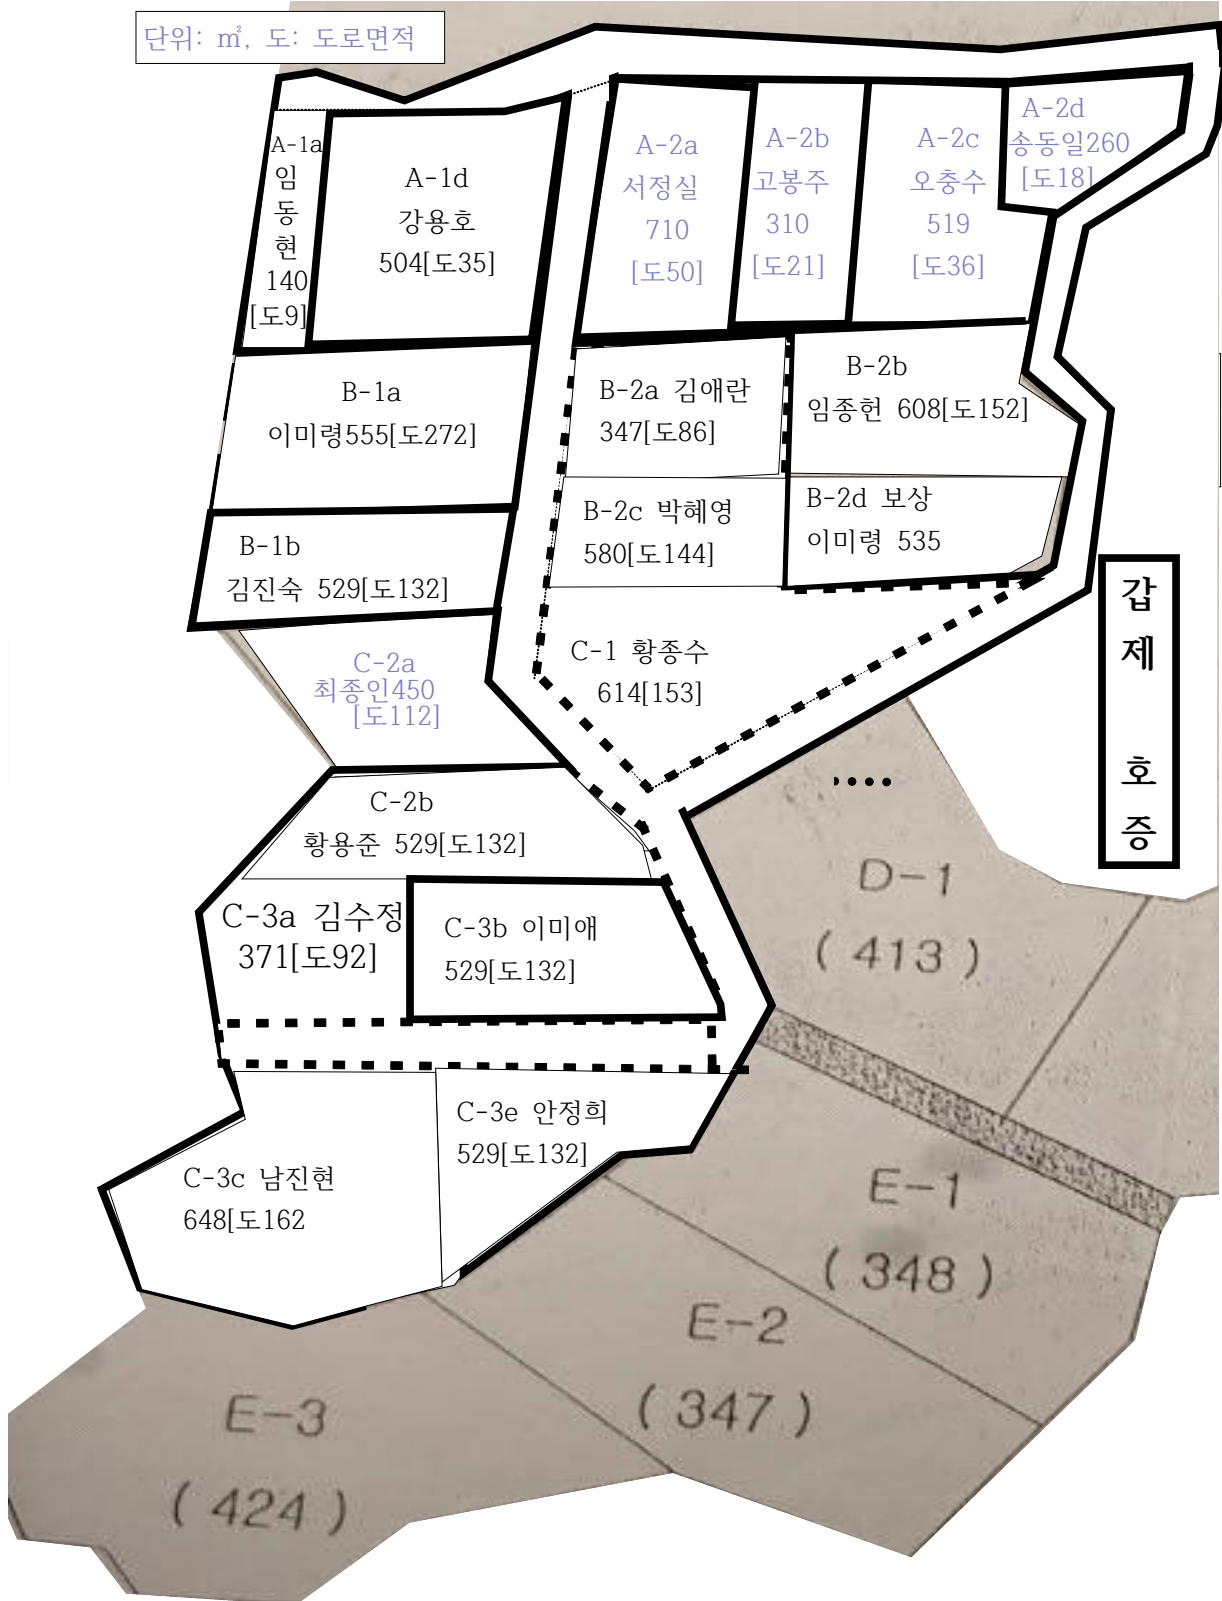 단위: ㎡, 도: 도로면적
A-1a
임
동
현
140
[도9]
A-1d
강용호
504[도35]
A-2a
서정실
710
[도50]
A-2b
고봉주
310
[도21]
A-2c
오충수
519
[도36]
A-2d
송동일260
[도18]
B-1a
이미령555[도272]
B-2a 김애란
347[도86]
B-2b
임종헌 608[도152]
B-1b
김진숙 529[도132]
B-2c 박혜영
580[도144]
B-2d 보상
이미령 535
갑
제
호
증
C-2a
최종인450
[도112]
C-1 황종수
614[153]
C-2b
황용준 529[도132]
....
D-1
(413)
C-3a 김수정
371[도92]
C-3b 이미애
529[도132]
C-3e 안정희
529[도132]
C-3c 남진현
648[도162
E-1
(348)
E-2
(347)
E-3
(424)